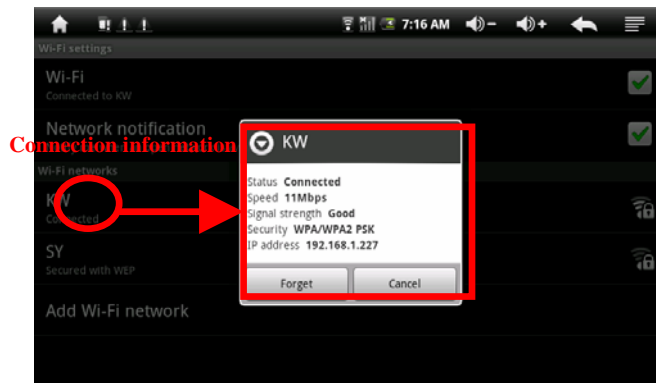 7:16 AM
Wi-Fi settings
Wi-Fi
Connected to KW
Network notification
Connection information
Wi-Fi networks
KW
Connected
SY
Secured with WEP
Add Wi-Fi network
KW
Status Connected
Speed 11Mbps
Signal strength Good
Security WPA/WPA2 PSK
IP address 192.168.1.227
Forget
Cancel